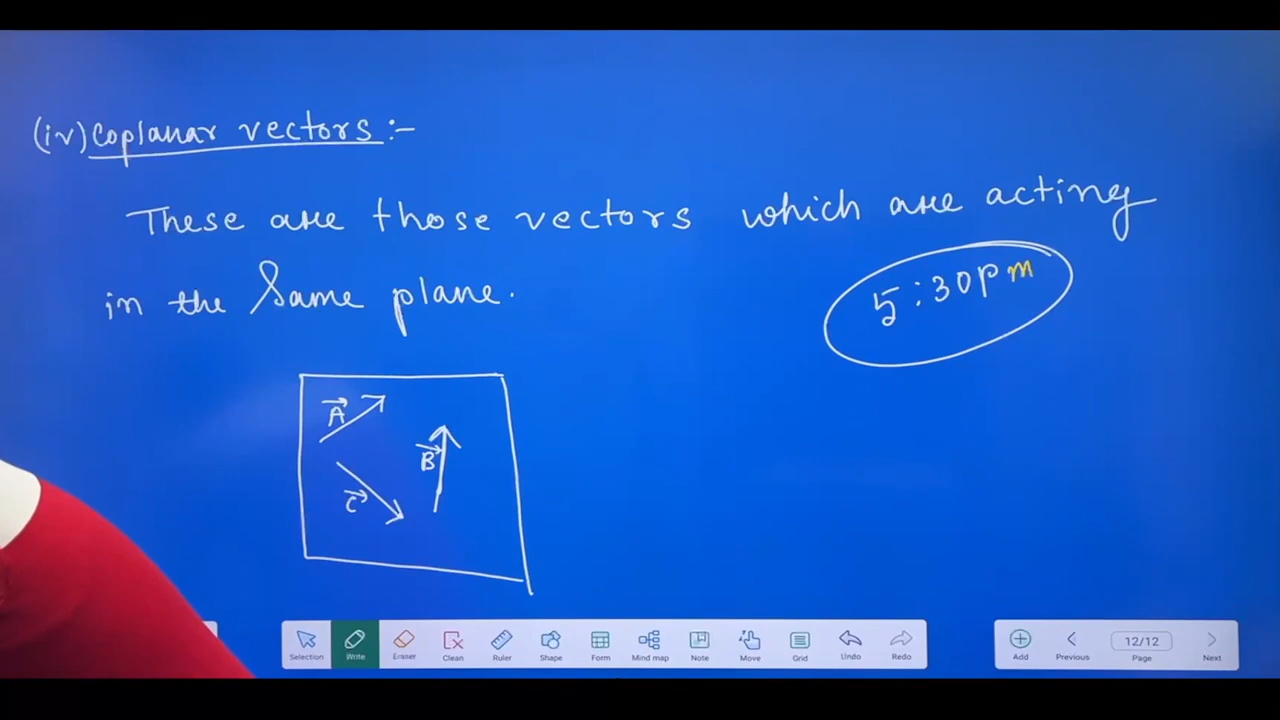 (iv) Coplanar vectors :-
These are those vectors which are acting
in the same plane.
5:30pm
A
B
C
Selection Write Eraser Clean Ruler Shape Form Mind map Note Move Grid Undo Redo
Add Previous 12/12 Page Next